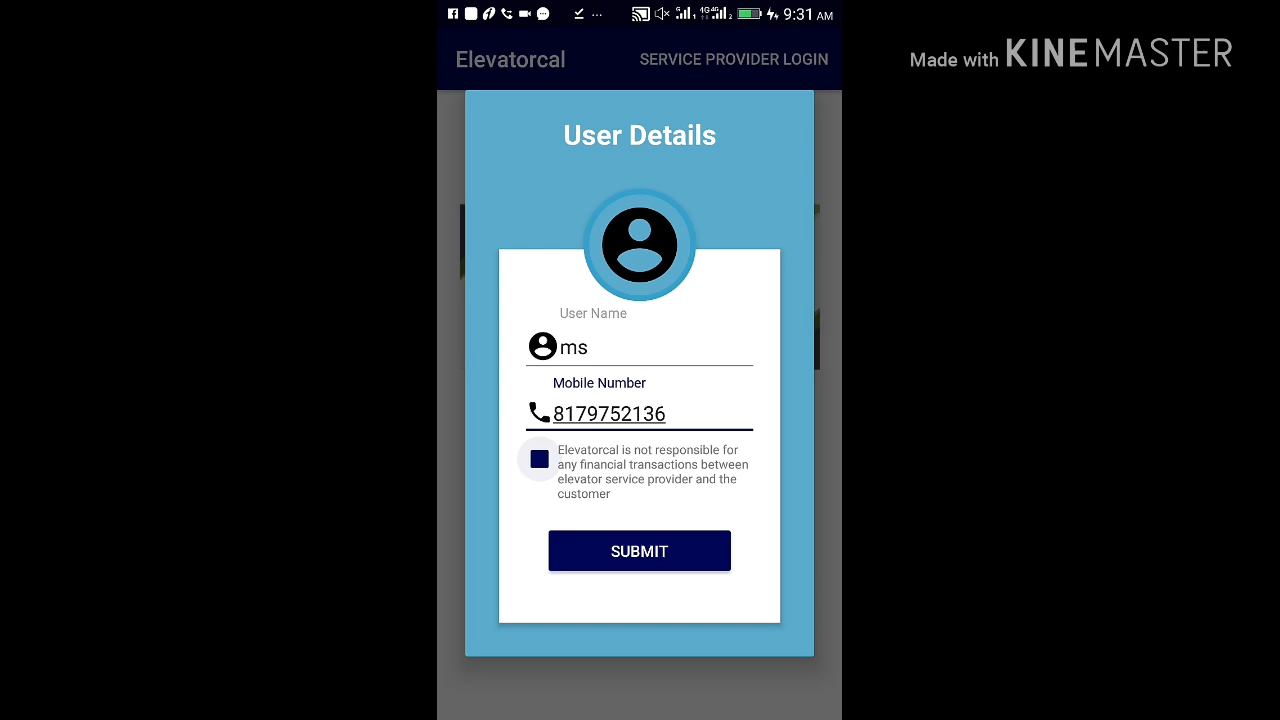 9:31 AM
Made with KINEMASTER
Elevatorcal
SERVICE PROVIDER LOGIN
User Details
User Name
ms
Mobile Number
8179752136
Elevatorcal is not responsible for
any financial transactions between
elevator service provider and the
customer
SUBMIT